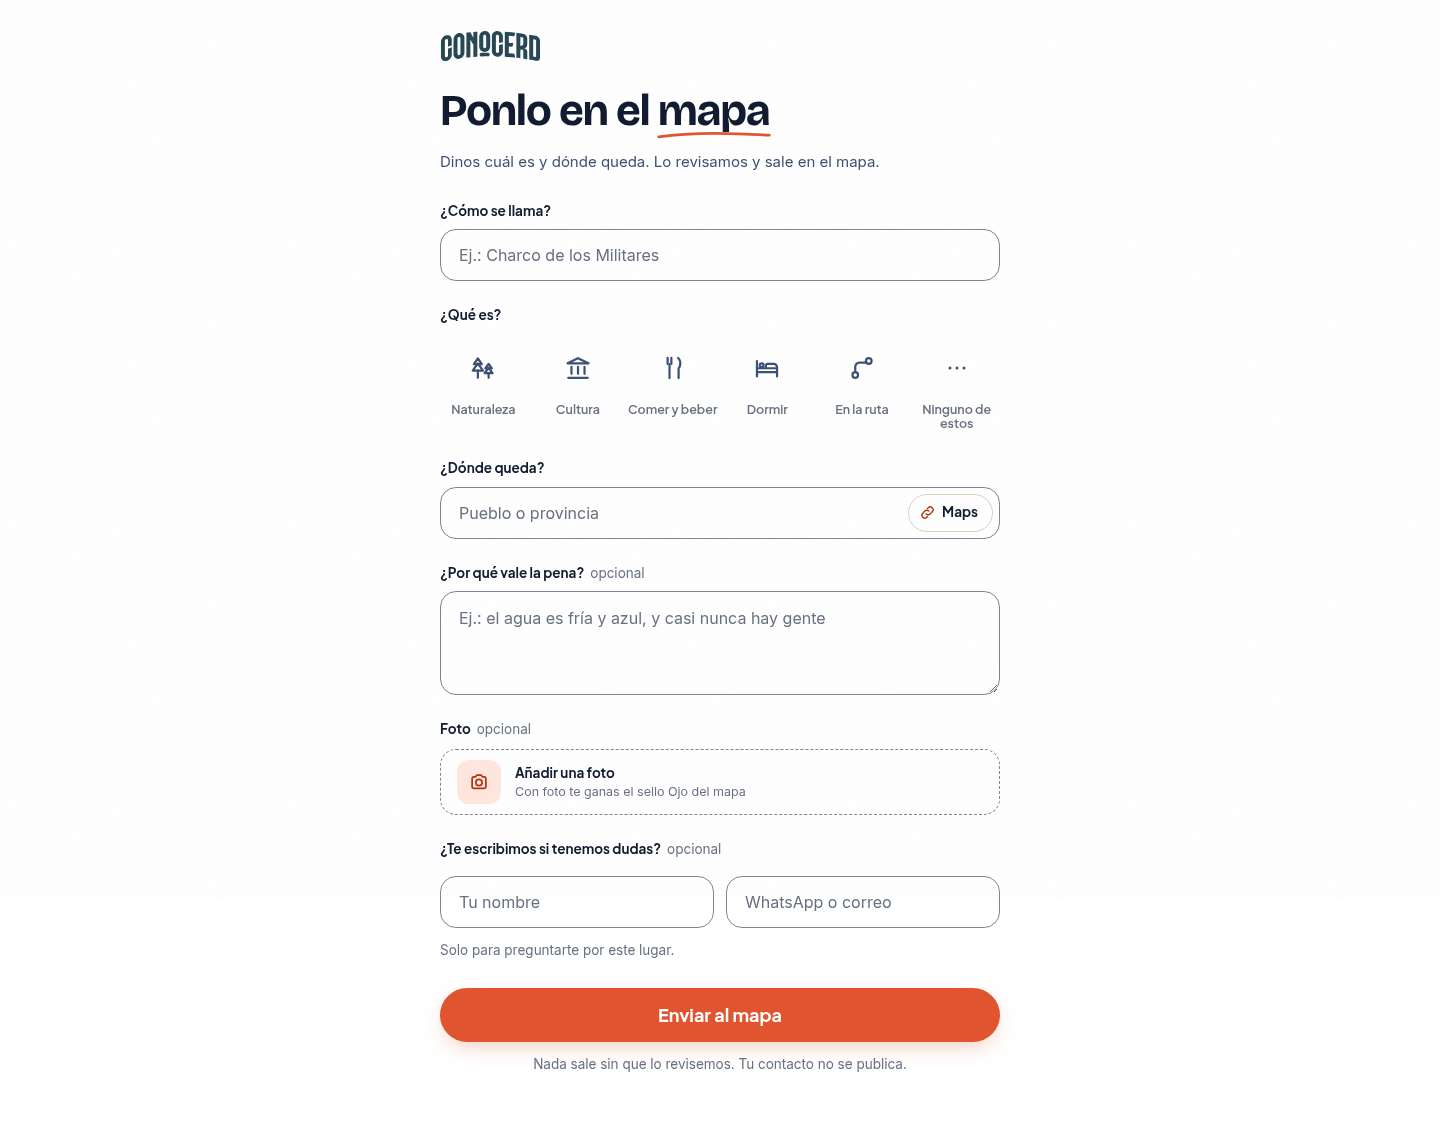 CONOCERD
Ponlo en el mapa
Dinos cuál es y dónde queda. Lo revisamos y sale en el mapa.
¿Cómo se llama?
Ej.: Charco de los Militares
¿Qué es?
Naturaleza
Cultura
Comer y beber
Dormir
En la ruta
Ninguno de
estos
¿Dónde queda?
Pueblo o provincia
Maps
¿Por qué vale la pena? opcional
Ej.: el agua es fría y azul, y casi nunca hay gente
Foto opcional
Añadir una foto
Con foto te ganas el sello Ojo del mapa
¿Te escribimos si tenemos dudas? opcional
Tu nombre
WhatsApp o correo
Solo para preguntarte por este lugar.
Enviar al mapa
Nada sale sin que lo revisemos. Tu contacto no se publica.